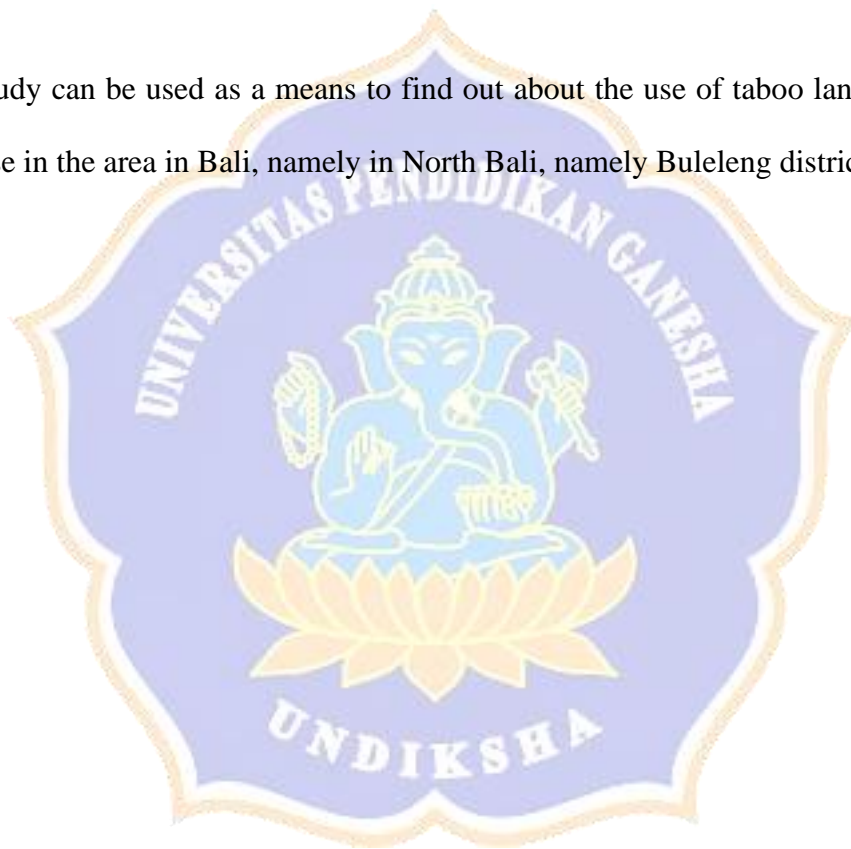 udy can be used as a means to find out about the use of taboo lan
e in the area in Bali, namely in North Bali, namely Buleleng distric
UNIVERSITAS PENDIDIKAN GANESHA
UNDIKSHA